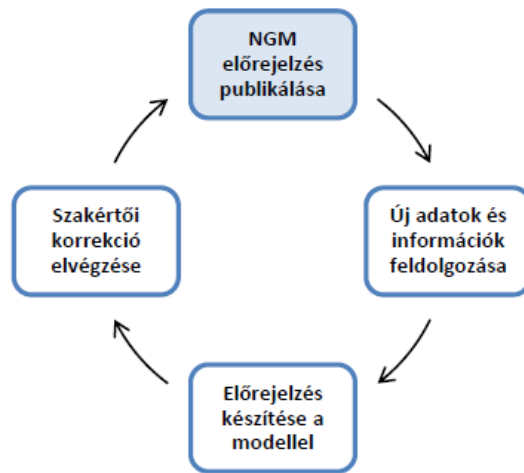 NGM
előrejelzés
publikálása
Új adatok és
információk
feldolgozása
Előrejelzés
készítése a
modellel
Szakértői
korrekció
elvégzése